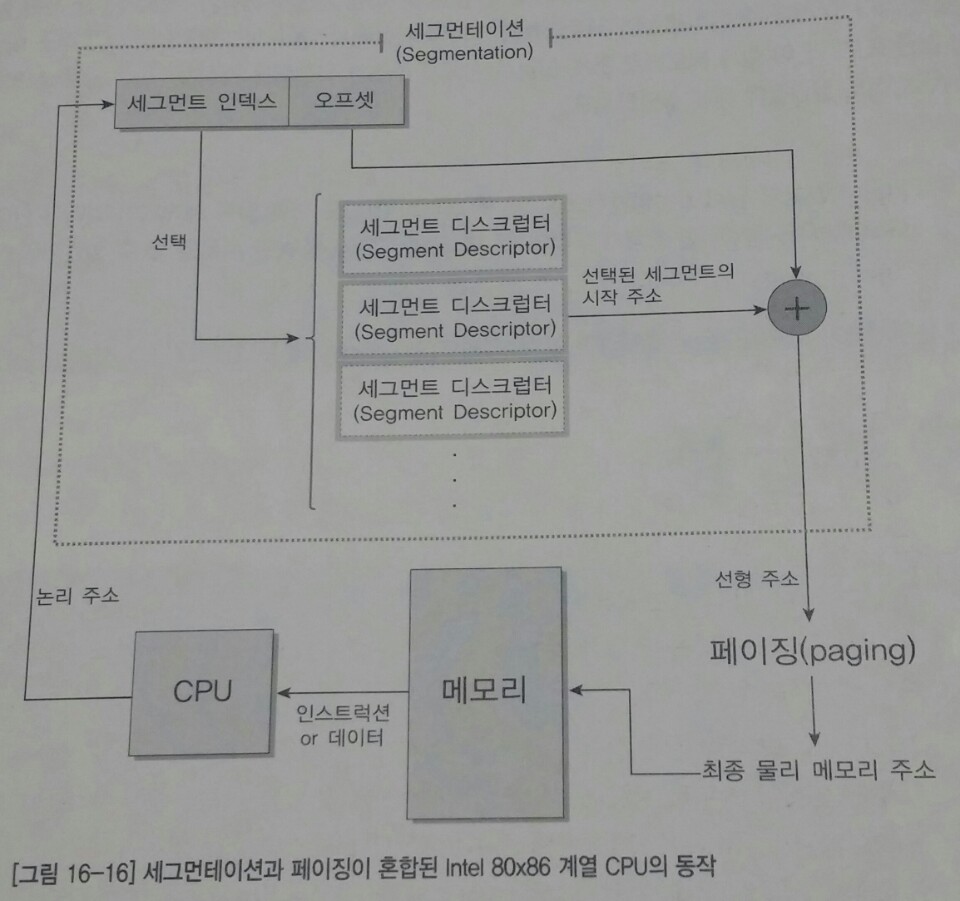 세그먼테이션
(Segmentation)
세그먼트 인덱스
오프셋
선택
세그먼트 디스크럽터
(Segment Descriptor)
세그먼트 디스크럽터
(Segment Descriptor)
세그먼트 디스크럽터
(Segment Descriptor)
.
.
.
선택된 세그먼트의
시작 주소
+
논리 주소
선형 주소
페이징(paging)
CPU
인스트럭션
or 데이터
메모리
최종 물리 메모리 주소
[그림 16-16] 세그먼테이션과 페이징이 혼합된 Intel 80x86 계열 CPU의 동작